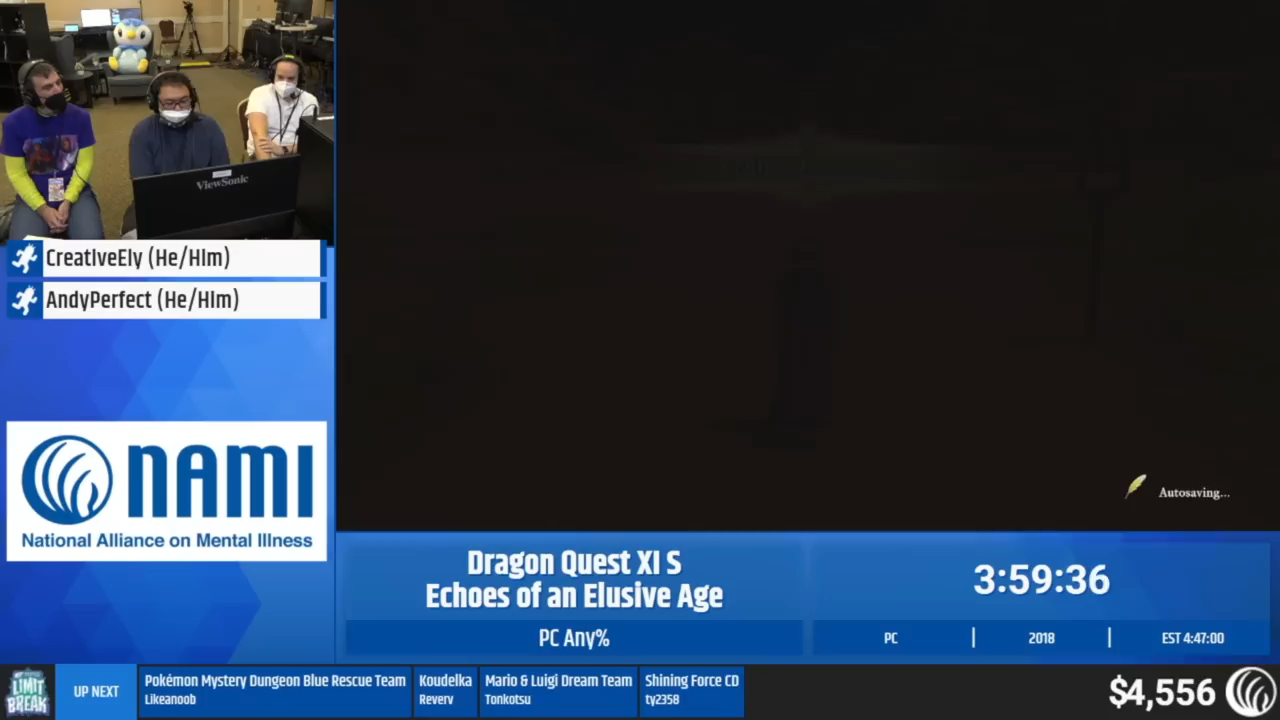 ViewSonic
CreatIveEly (He/HIm)
AndyPerfect (He/HIm)
NAMI
National Alliance on Mental Illness
Autosaving...
Dragon Quest XI S
Echoes of an Elusive Age
PC Any%
3:59:36
PC
2018
EST 4:47:00
LIMIT
BREAK
UP NEXT
Pokémon Mystery Dungeon Blue Rescue Team
Likeanoob
Koudelka
Reverv
Mario & Luigi Dream Team
Tonkotsu
Shining Force CD
ty2358
$4,556